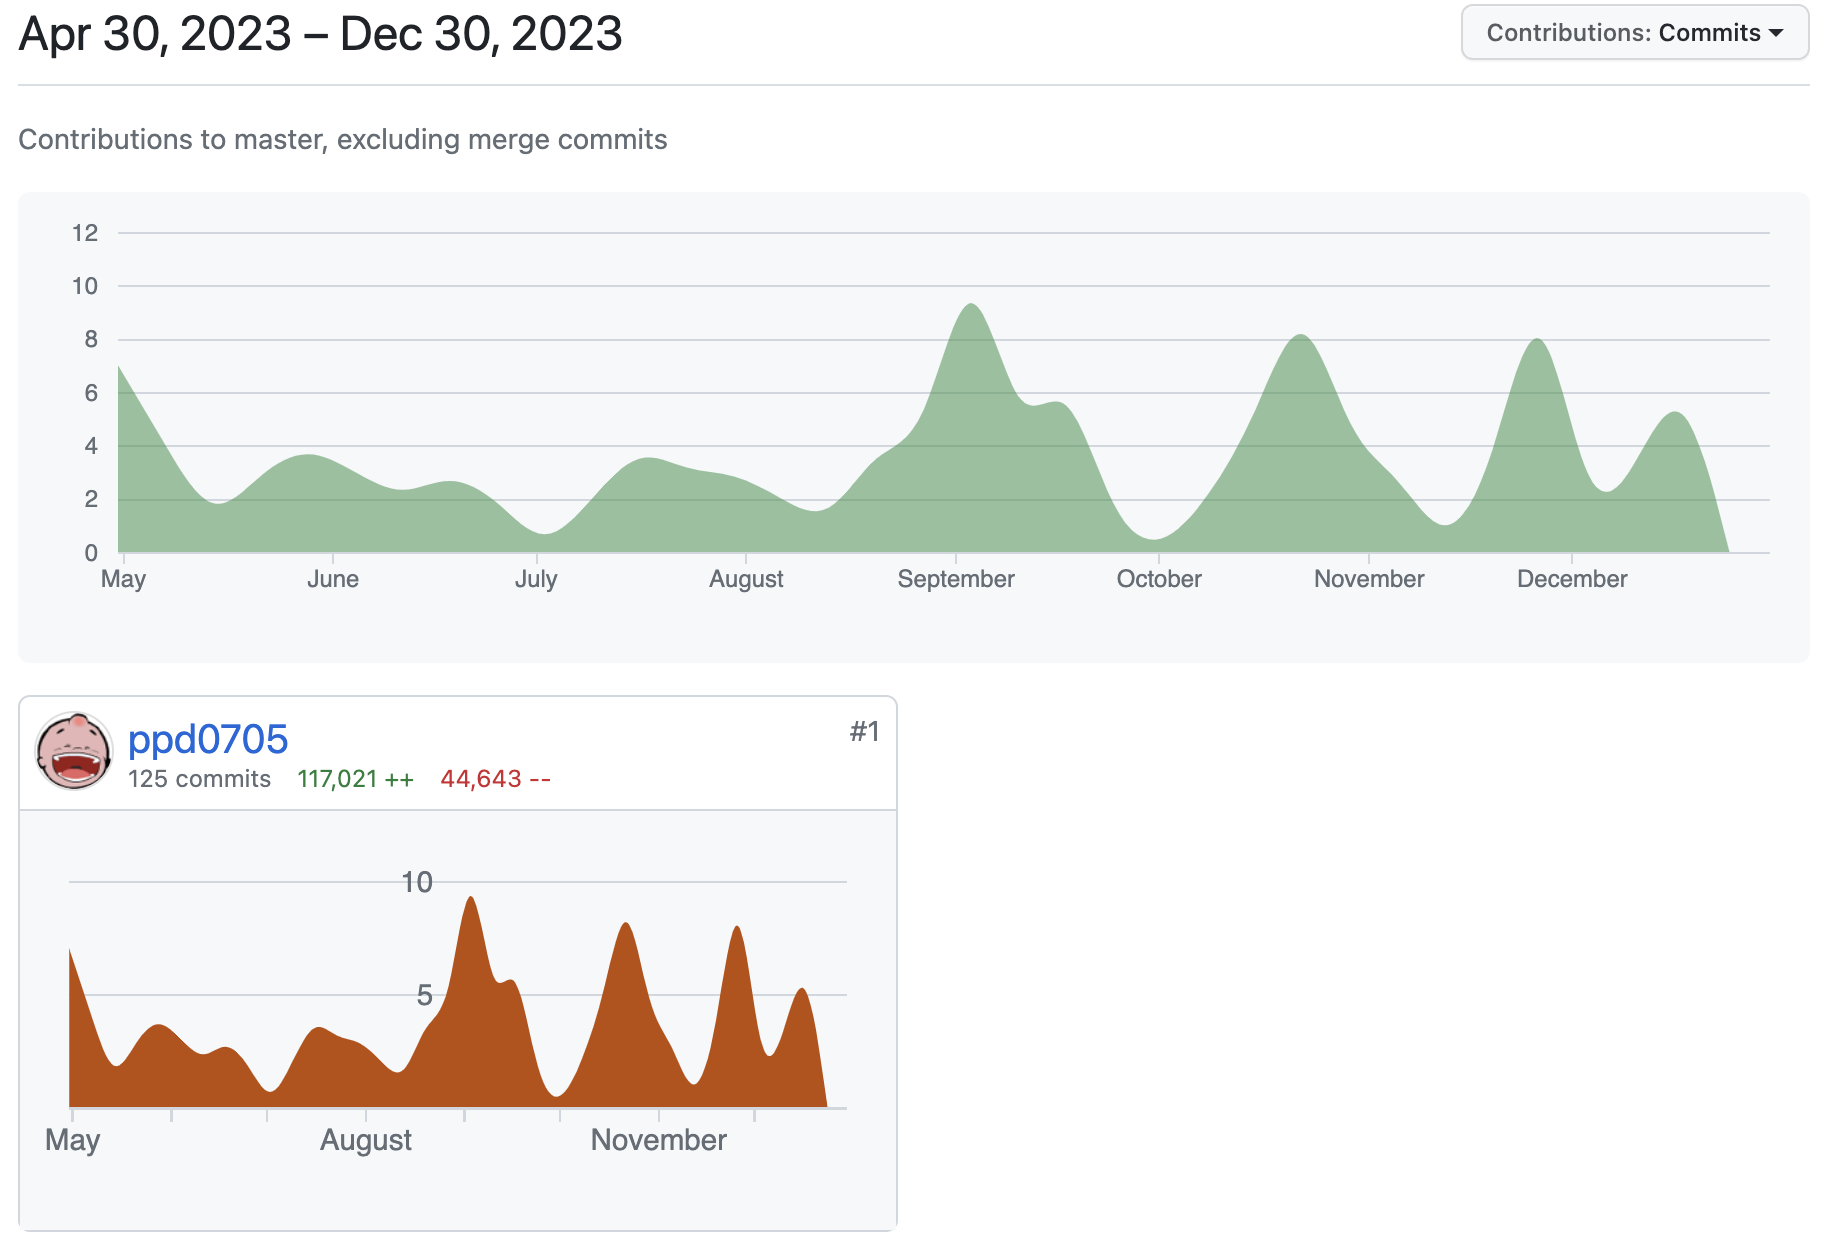 Apr 30, 2023 – Dec 30, 2023
Contributions: Commits
Contributions to master, excluding merge commits
12
10
8
6
4
2
0
May June July August September October November December
ppd0705
#1
125 commits 117,021 ++ 44,643 --
10
5
May August November